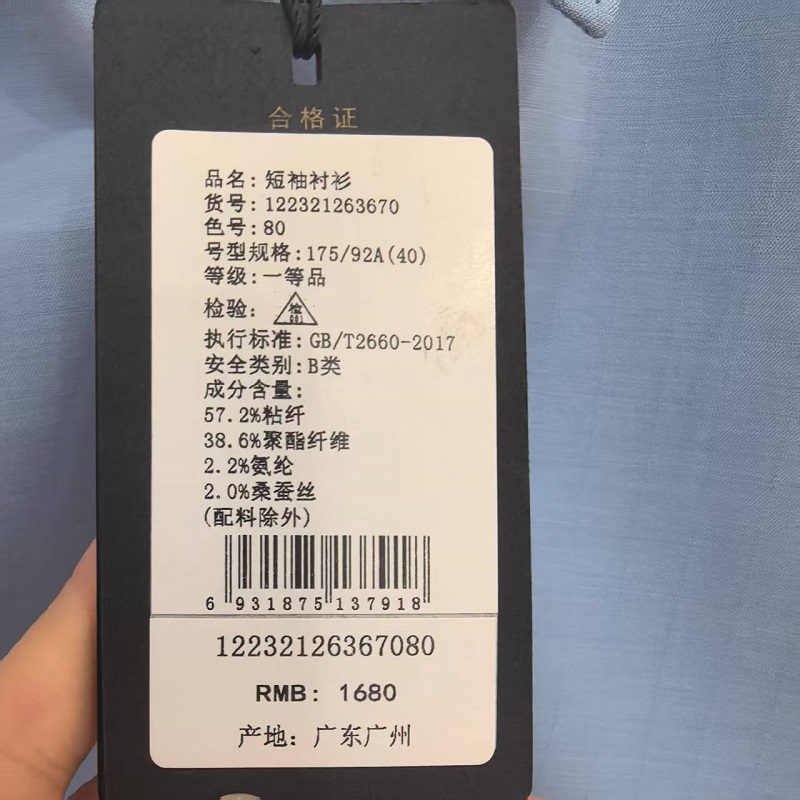 合格证
品名:短袖衬衫
货号:122321263670
色号:80
号型规格:175/92A(40)
等级:一等品
检验:
检
001
执行标准:GB/T2660-2017
安全类别:B类
成分含量:
57.2%粘纤
38.6%聚酯纤维
2.2%氨纶
2.0%桑蚕丝
(配料除外)
6 931875 137918
12232126367080
RMB: 1680
产地: 广东广州